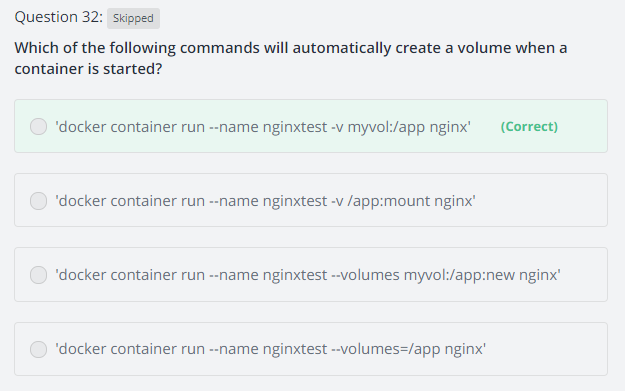 Question 32: Skipped
Which of the following commands will automatically create a volume when a
container is started?
'docker container run --name nginxtest -v myvol:/app nginx' (Correct)
'docker container run --name nginxtest -v /app:mount nginx'
'docker container run --name nginxtest --volumes myvol:/app:new nginx'
'docker container run --name nginxtest --volumes=/app nginx'